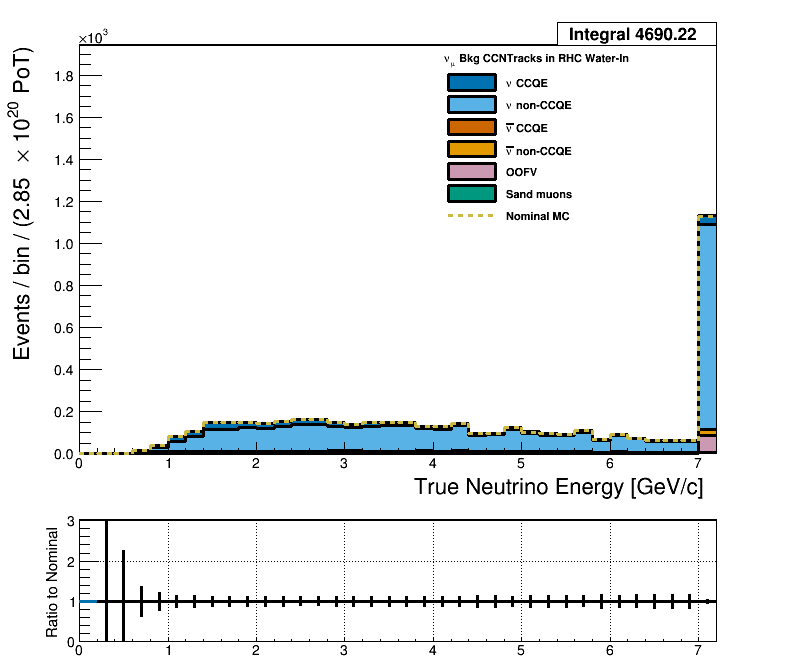 Integral 4690.22
×10³
ν_μ Bkg CCNTracks in RHC Water-In
ν CCQE
ν non-CCQE
ν̅ CCQE
ν̅ non-CCQE
OOFV
Sand muons
Nominal MC
Events / bin / (2.85 × 10²⁰ PoT)
1.8
1.6
1.4
1.2
1.0
0.8
0.6
0.4
0.2
0.0
0 1 2 3 4 5 6 7
True Neutrino Energy [GeV/c]
Ratio to Nominal
3
2
1
0
0 1 2 3 4 5 6 7